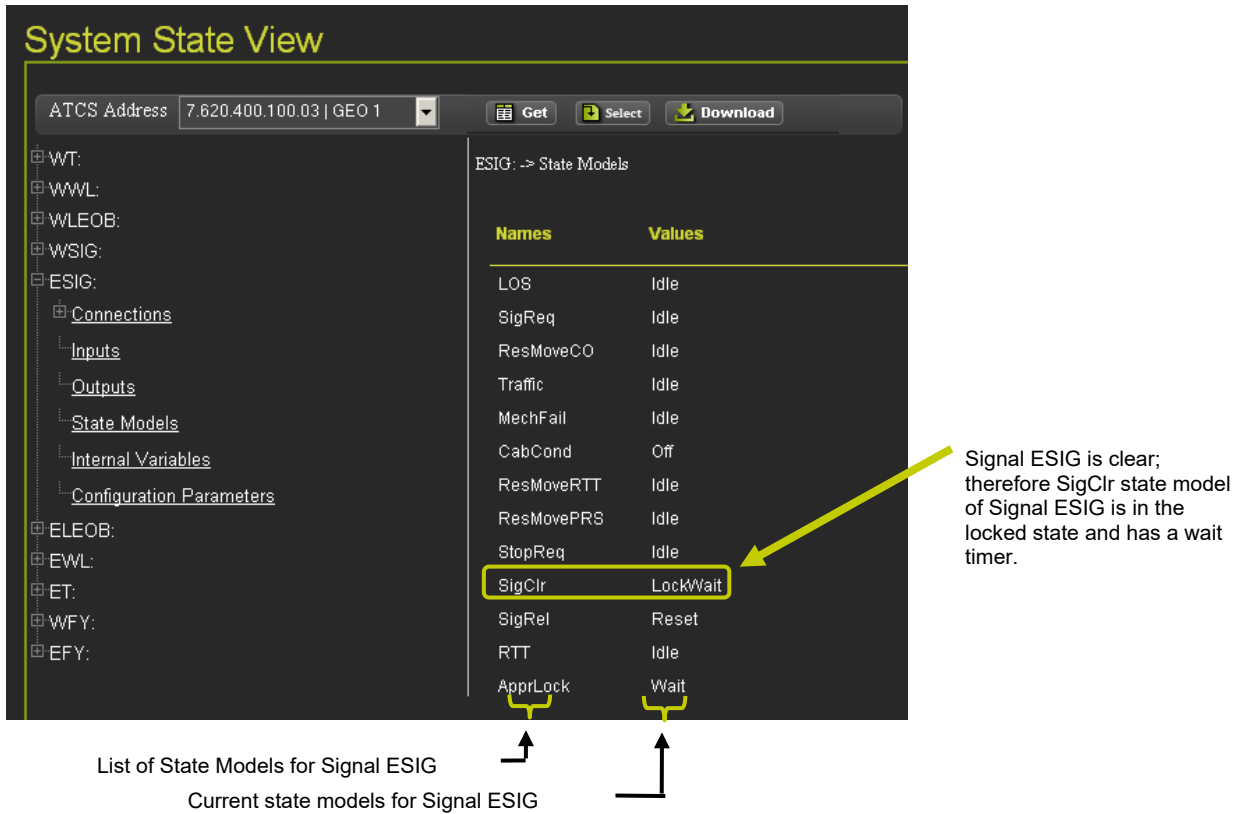 System State View
ATCS Address 7.620.400.100.03 | GEO 1 Get Select Download
WT:
WWL:
WLEOB:
WSIG:
ESIG:
Connections
Inputs
Outputs
State Models
Internal Variables
Configuration Parameters
ELEOB:
EWL:
ET:
WFY:
EFY:
ESIG: -> State Models
Names Values
LOS Idle
SigReq Idle
ResMoveCO Idle
Traffic Idle
MechFail Idle
CabCond Off
ResMoveRTT Idle
ResMovePRS Idle
StopReq Idle
SigClr LockWait
SigRel Reset
RTT Idle
ApprLock Wait
Signal ESIG is clear;
therefore SigClr state model
of Signal ESIG is in the
locked state and has a wait
timer.
List of State Models for Signal ESIG
Current state models for Signal ESIG